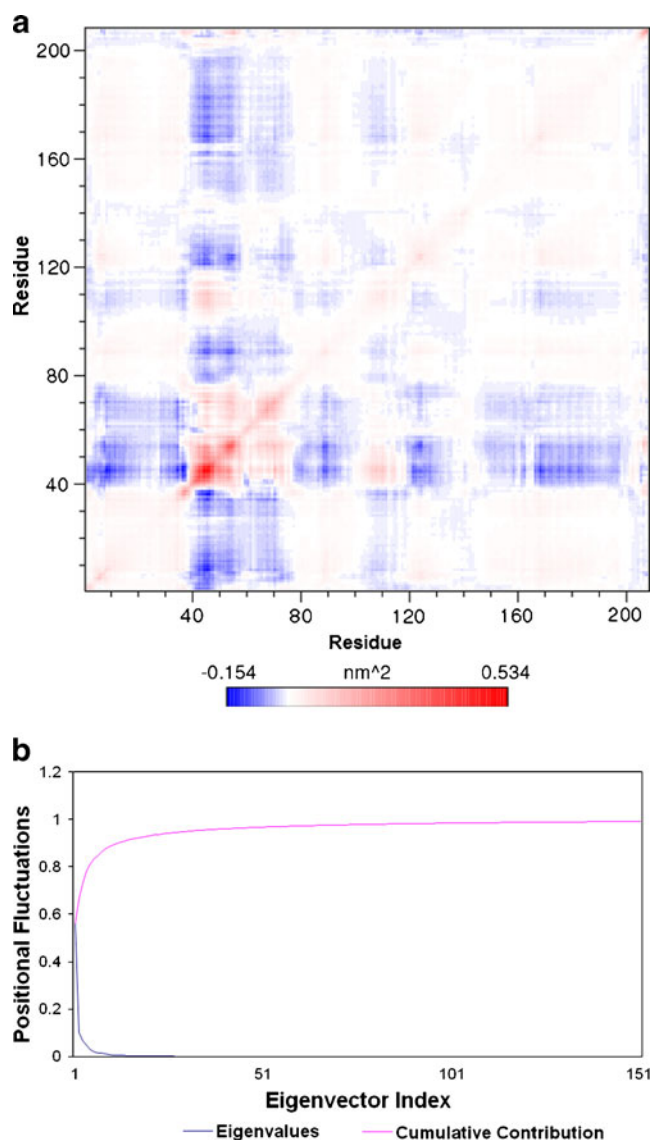 a
200
160
120
80
40
Residue
40
80
120
160
200
Residue
-0.154
nm^2
0.534
b
1.2
1
0.8
0.6
0.4
0.2
0
Positional Fluctuations
1
51
101
151
Eigenvector Index
Eigenvalues
Cumulative Contribution